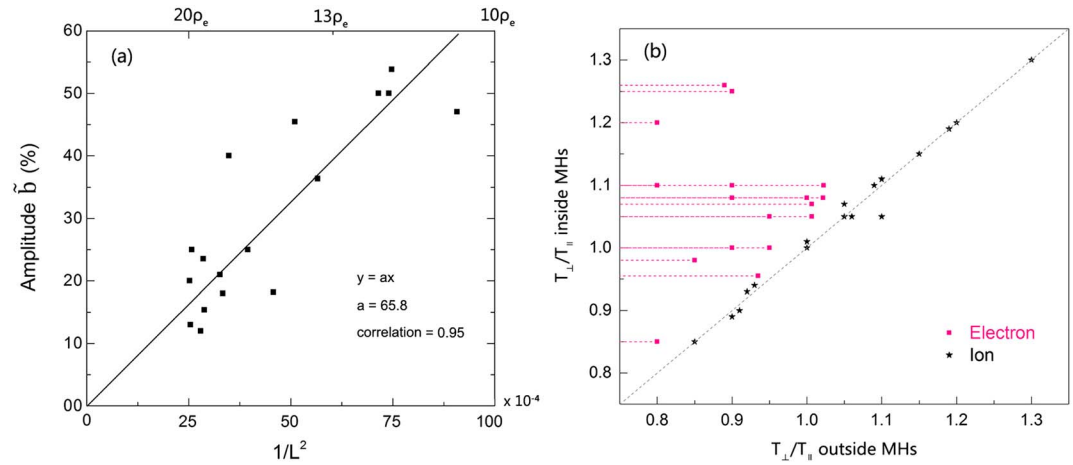 20ρe 13ρe 10ρe
(a)
60
50
40
30
20
10
00
Amplitude b̃ (%)
y = ax
a = 65.8
correlation = 0.95
0 25 50 75 100
x 10-4
1/L2
(b)
1.3
1.2
1.1
1.0
0.9
0.8
T⊥/T∥ inside MHs
Electron
Ion
0.8 0.9 1.0 1.1 1.2 1.3
T⊥/T∥ outside MHs